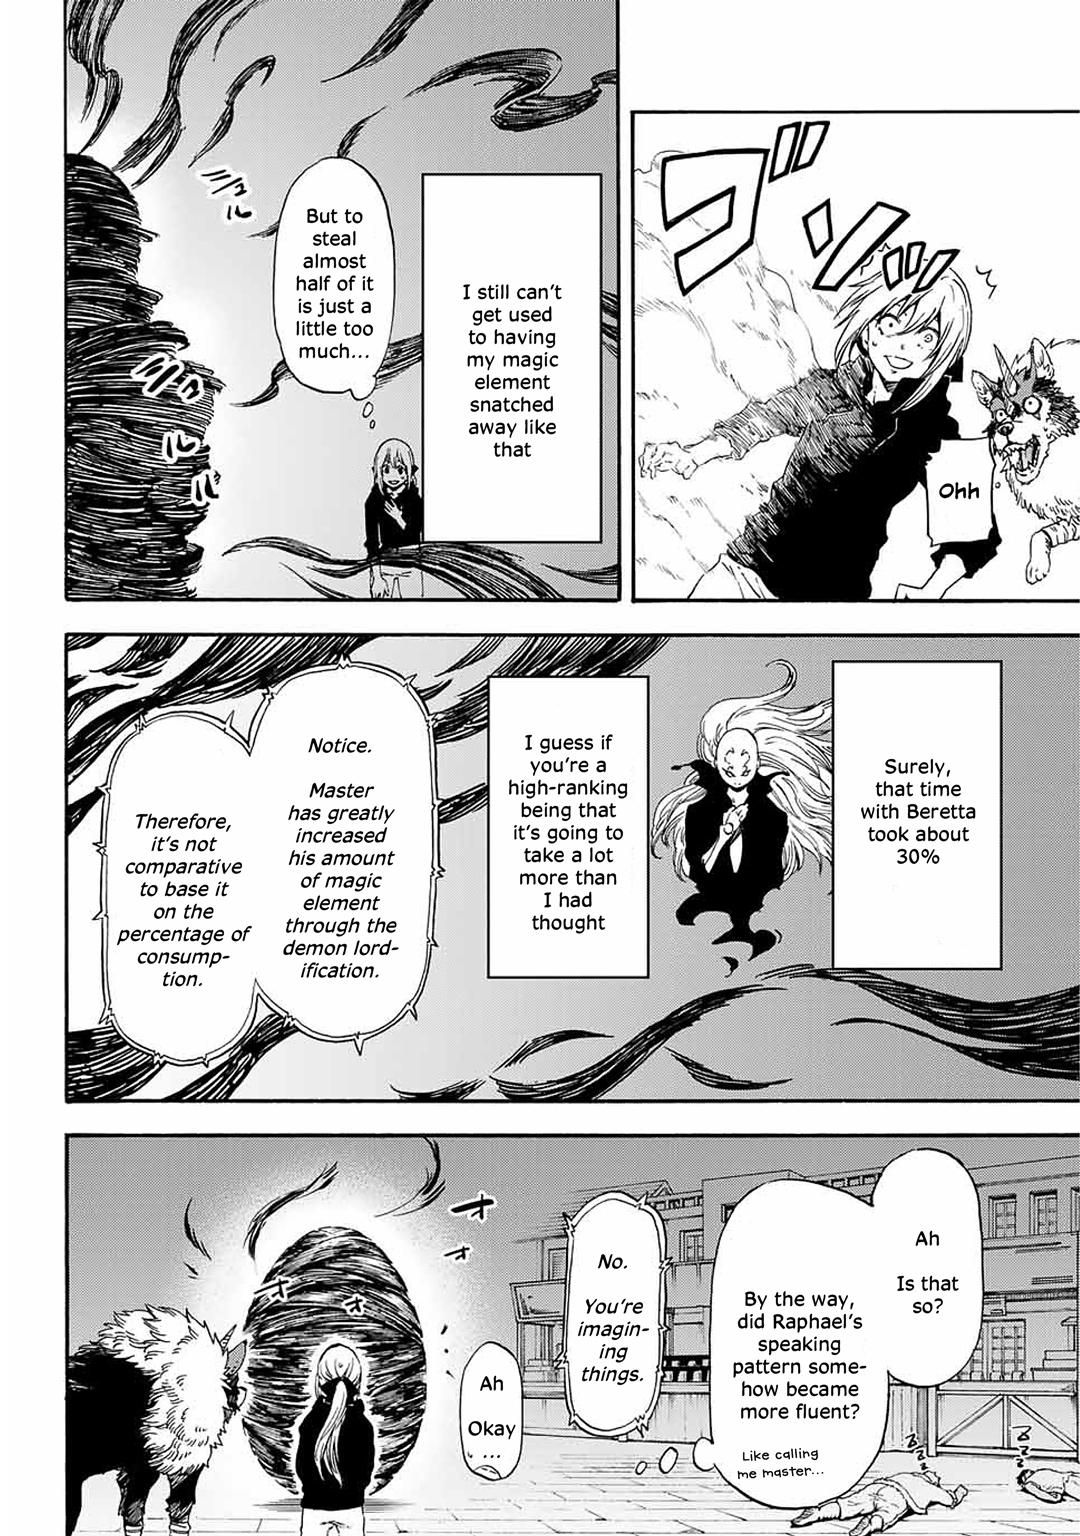 ゴソッ
Ohh
I still can't
get used
to having
my magic
element
snatched
away like
that
But to
steal
almost
half of it
is just a
little too
much...
Surely,
that time
with Beretta
took about
30%
I guess if
you're a
high-ranking
being that
it's going to
take a lot
more than
I had
thought
Notice.
Master
has greatly
increased
his amount
of magic
element
through the
demon lord-
ification.
Therefore,
it's not
comparative
to base it
on the
percentage of
consump-
tion.
Ah
Is that
so?
By the way,
did Raphael's
speaking
pattern some-
how became
more fluent?
Like calling
me master...
No.
You're
imagin-
ing
things.
Ah
Okay
...
zzz
zzz